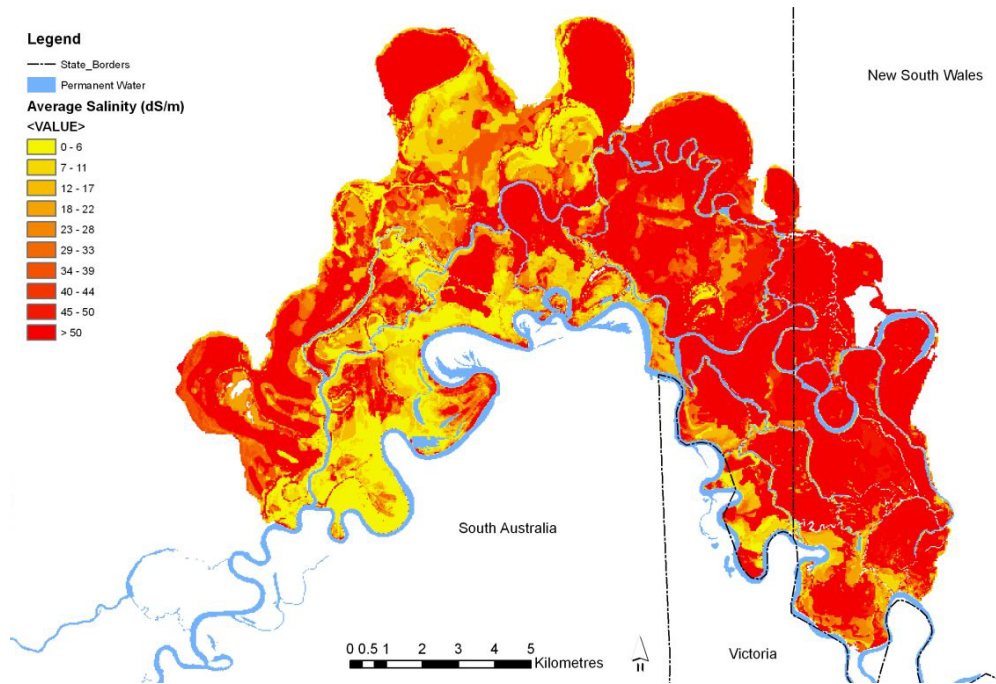 Legend
State_Borders
Permanent Water
Average Salinity (dS/m)
<VALUE>
0 - 6
7 - 11
12 - 17
18 - 22
23 - 28
29 - 33
34 - 39
40 - 44
45 - 50
> 50
New South Wales
South Australia
Victoria
0 0.5 1 2 3 4 5
Kilometres